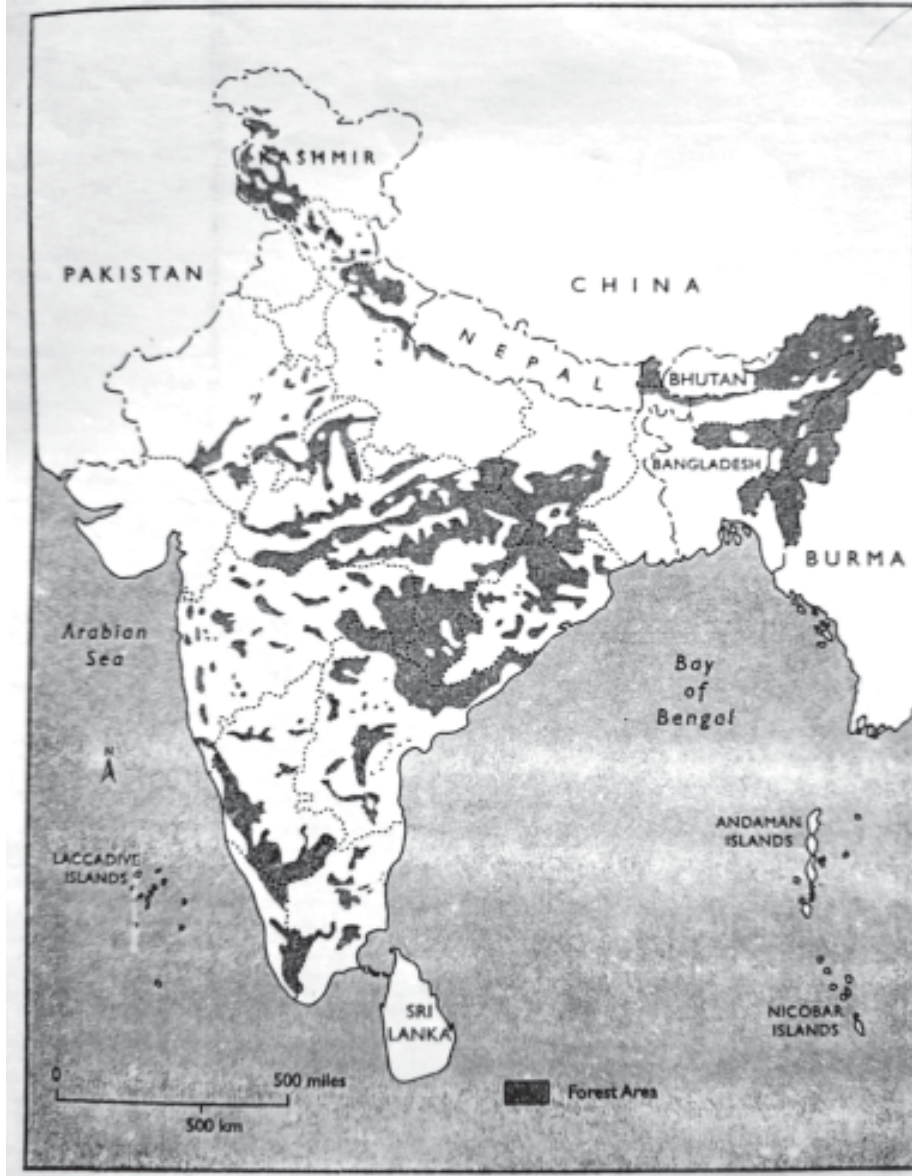 KASHMIR
PAKISTAN
CHINA
NEPAL
BHUTAN
BANGLADESH
BURMA
Arabian
Sea
Bay
of
Bengal
N
ANDAMAN
ISLANDS
LACCADIVE
ISLANDS
NICOBAR
ISLANDS
SRI
LANKA
0
500 miles
500 km
Forest Area